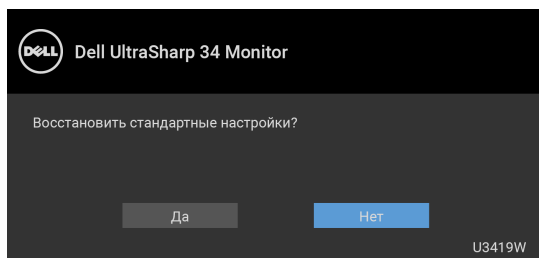 DELL
Dell UltraSharp 34 Monitor
Восстановить стандартные настройки?
Да
Нет
U3419W